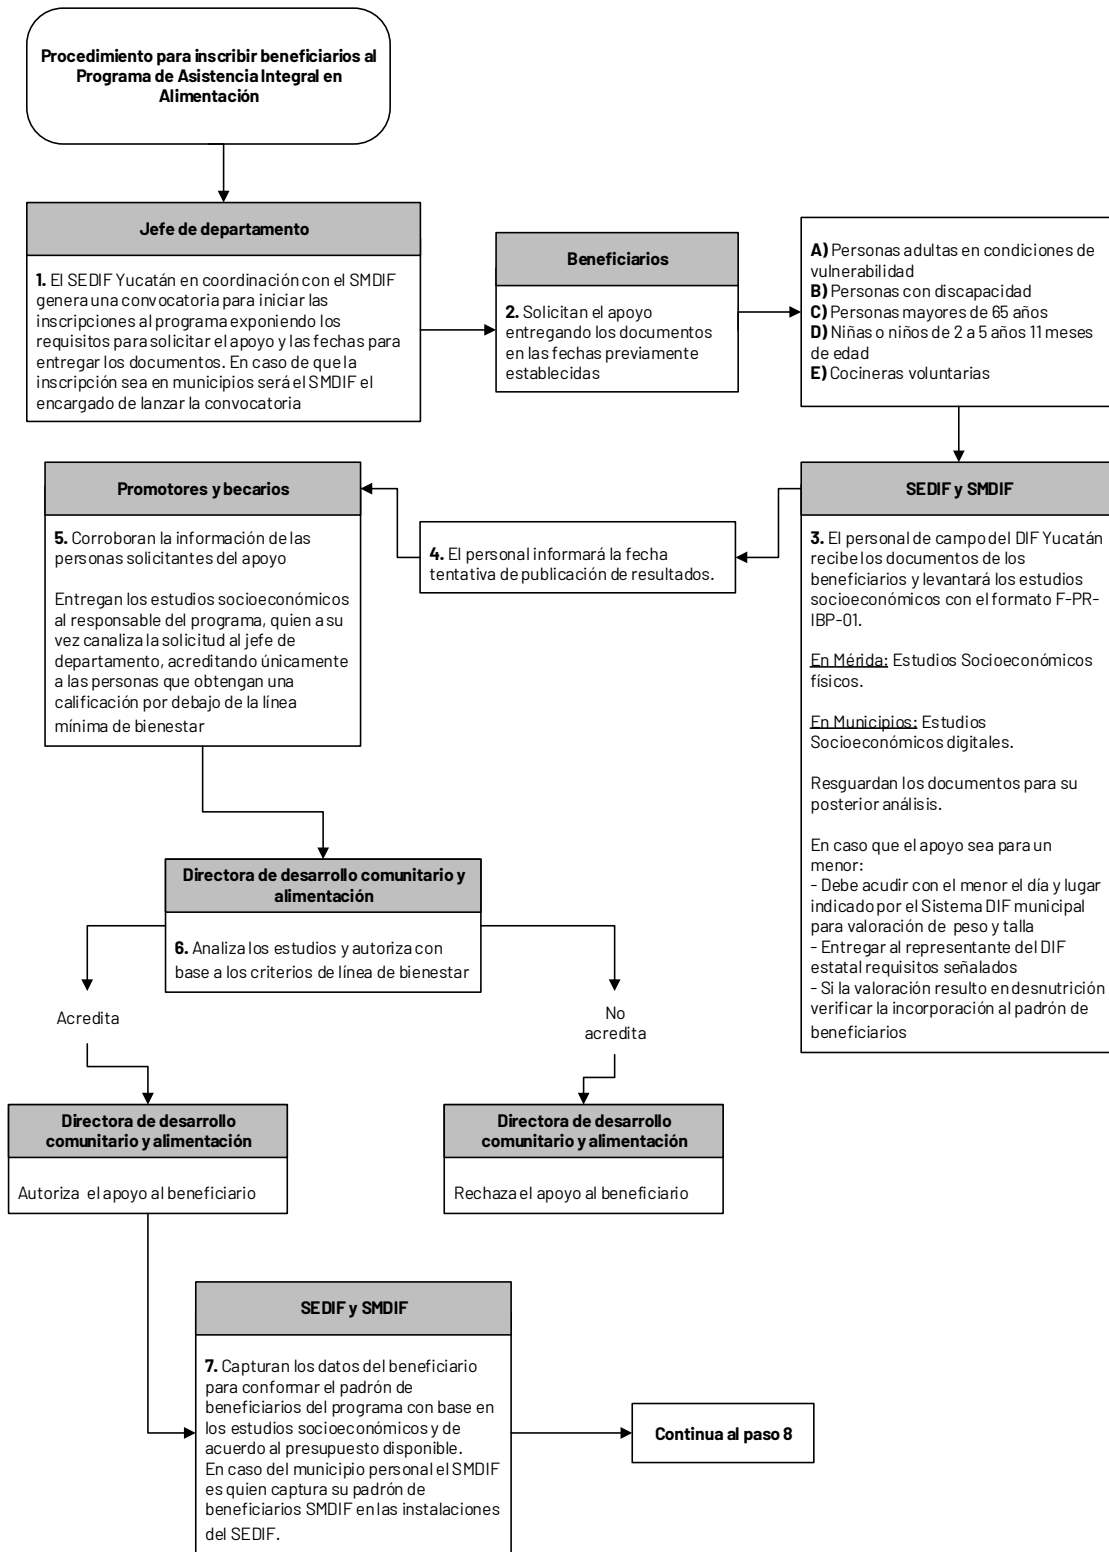 Procedimiento para inscribir beneficiarios al
Programa de Asistencia Integral en
Alimentación
Jefe de departamento
1. El SEDIF Yucatán en coordinación con el SMDIF
genera una convocatoria para iniciar las
inscripciones al programa exponiendo los
requisitos para solicitar el apoyo y las fechas para
entregar los documentos. En caso de que la
inscripción sea en municipios será el SMDIF el
encargado de lanzar la convocatoria
Beneficiarios
2. Solicitan el apoyo
entregando los documentos
en las fechas previamente
establecidas
A) Personas adultas en condiciones de
vulnerabilidad
B) Personas con discapacidad
C) Personas mayores de 65 años
D) Niñas o niños de 2 a 5 años 11 meses
de edad
E) Cocineras voluntarias
SEDIF y SMDIF
3. El personal de campo del DIF Yucatán
recibe los documentos de los
beneficiarios y levantará los estudios
socioeconómicos con el formato F-PR-
IBP-01.
En Mérida: Estudios Socioeconómicos
físicos.
En Municipios: Estudios
Socioeconómicos digitales.
Resguardan los documentos para su
posterior análisis.
En caso que el apoyo sea para un
menor:
- Debe acudir con el menor el día y lugar
indicado por el Sistema DIF municipal
para valoración de peso y talla
- Entregar al representante del DIF
estatal requisitos señalados
- Si la valoración resulto en desnutrición
verificar la incorporación al padrón de
beneficiarios
4. El personal informará la fecha
tentativa de publicación de resultados.
Promotores y becarios
5. Corroboran la información de las
personas solicitantes del apoyo
Entregan los estudios socioeconómicos
al responsable del programa, quien a su
vez canaliza la solicitud al jefe de
departamento, acreditando únicamente
a las personas que obtengan una
calificación por debajo de la línea
mínima de bienestar
Directora de desarrollo comunitario y
alimentación
6. Analiza los estudios y autoriza con
base a los criterios de línea de bienestar
Acredita
No
acredita
Directora de desarrollo
comunitario y alimentación
Autoriza el apoyo al beneficiario
Directora de desarrollo
comunitario y alimentación
Rechaza el apoyo al beneficiario
SEDIF y SMDIF
7. Capturan los datos del beneficiario
para conformar el padrón de
beneficiarios del programa con base en
los estudios socioeconómicos y de
acuerdo al presupuesto disponible.
En caso del municipio personal el SMDIF
es quien captura su padrón de
beneficiarios SMDIF en las instalaciones
del SEDIF.
Continua al paso 8